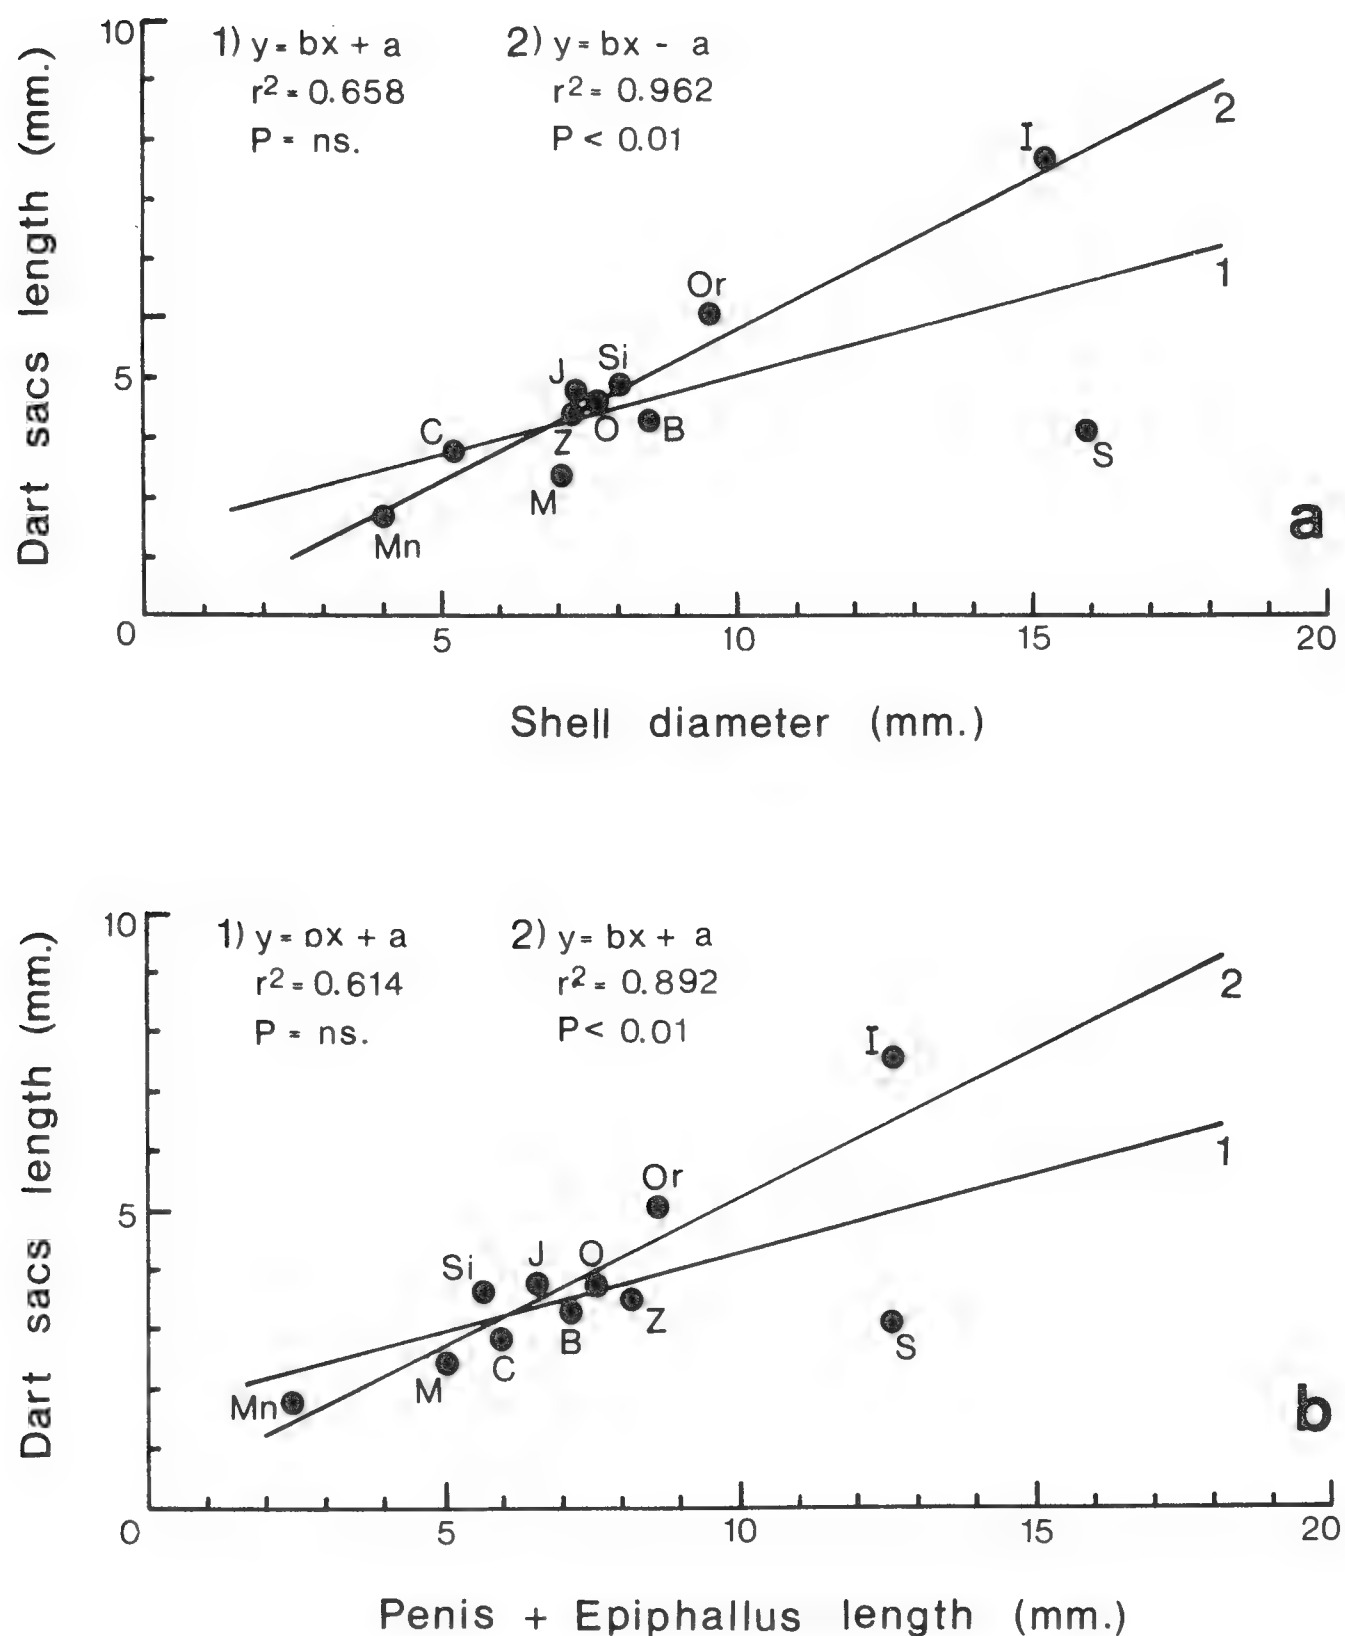 10
1) y = bx + a
2) y = bx - a
r2 = 0.658
r2 = 0.962
P = ns.
P < 0.01
2
I
1
Or
Si
J
5
C
Z
O
B
S
M
Mn
a
0
5
10
15
20
Dart sacs length (mm.)
Shell diameter (mm.)
10
1) y = bx + a
2) y = bx + a
r2 = 0.614
r2 = 0.892
P = ns.
P < 0.01
2
I
1
Or
5
Si
J
O
B
Z
S
C
M
Mn
b
0
5
10
15
20
Dart sacs length (mm.)
Penis + Epiphallus length (mm.)